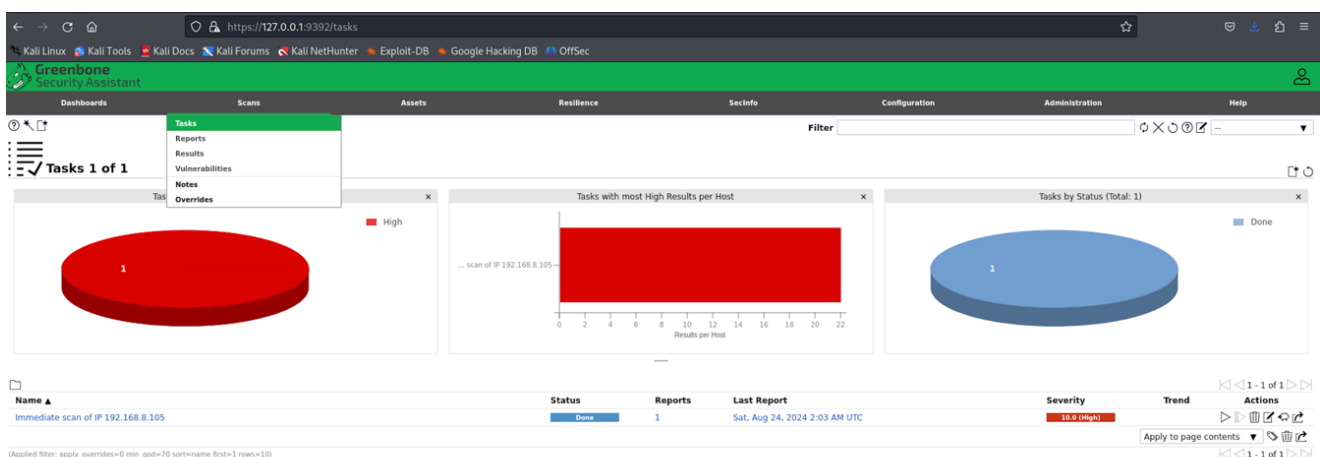 https://127.0.0.1:9392/tasks
Kali Linux Kali Tools Kali Docs Kali Forums Kali NetHunter Exploit-DB Google Hacking DB OffSec
Greenbone
Security Assistant
Dashboards Scans Assets Resilience SecInfo Configuration Administration Help
Tasks
Reports
Results
Vulnerabilities
Notes
Overrides
Filter
--
Tasks 1 of 1
Tas
High
1
Tasks with most High Results per Host
... scan of IP 192.168.8.105
0 2 4 6 8 10 12 14 16 18 20 22
Results per Host
Tasks by Status (Total: 1)
Done
1
1 - 1 of 1
Name ▲ Status Reports Last Report Severity Trend Actions
Immediate scan of IP 192.168.8.105 Done 1 Sat, Aug 24, 2024 2:03 AM UTC 10.0 (High)
Apply to page contents ▼
(Applied filter: apply_overrides=0 min_qod=70 sort=name first=1 rows=10)
1 - 1 of 1